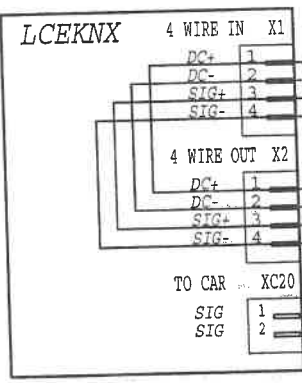 LCEKNX 4 WIRE IN X1
DC+ 1
DC- 2
SIG+ 3
SIG- 4
4 WIRE OUT X2
DC+ 1
DC- 2
SIG+ 3
SIG- 4
TO CAR XC20
SIG 1
SIG 2